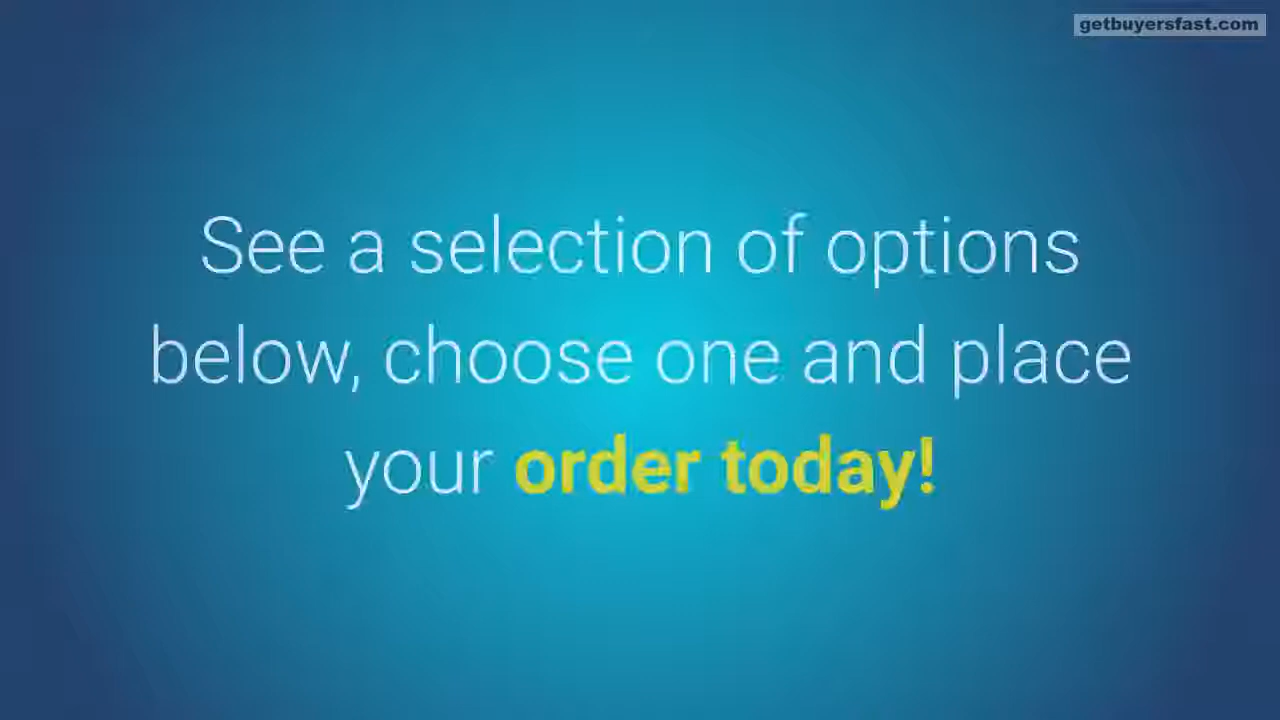 getbuyersfast.com
See a selection of options
below, choose one and place
your order today!